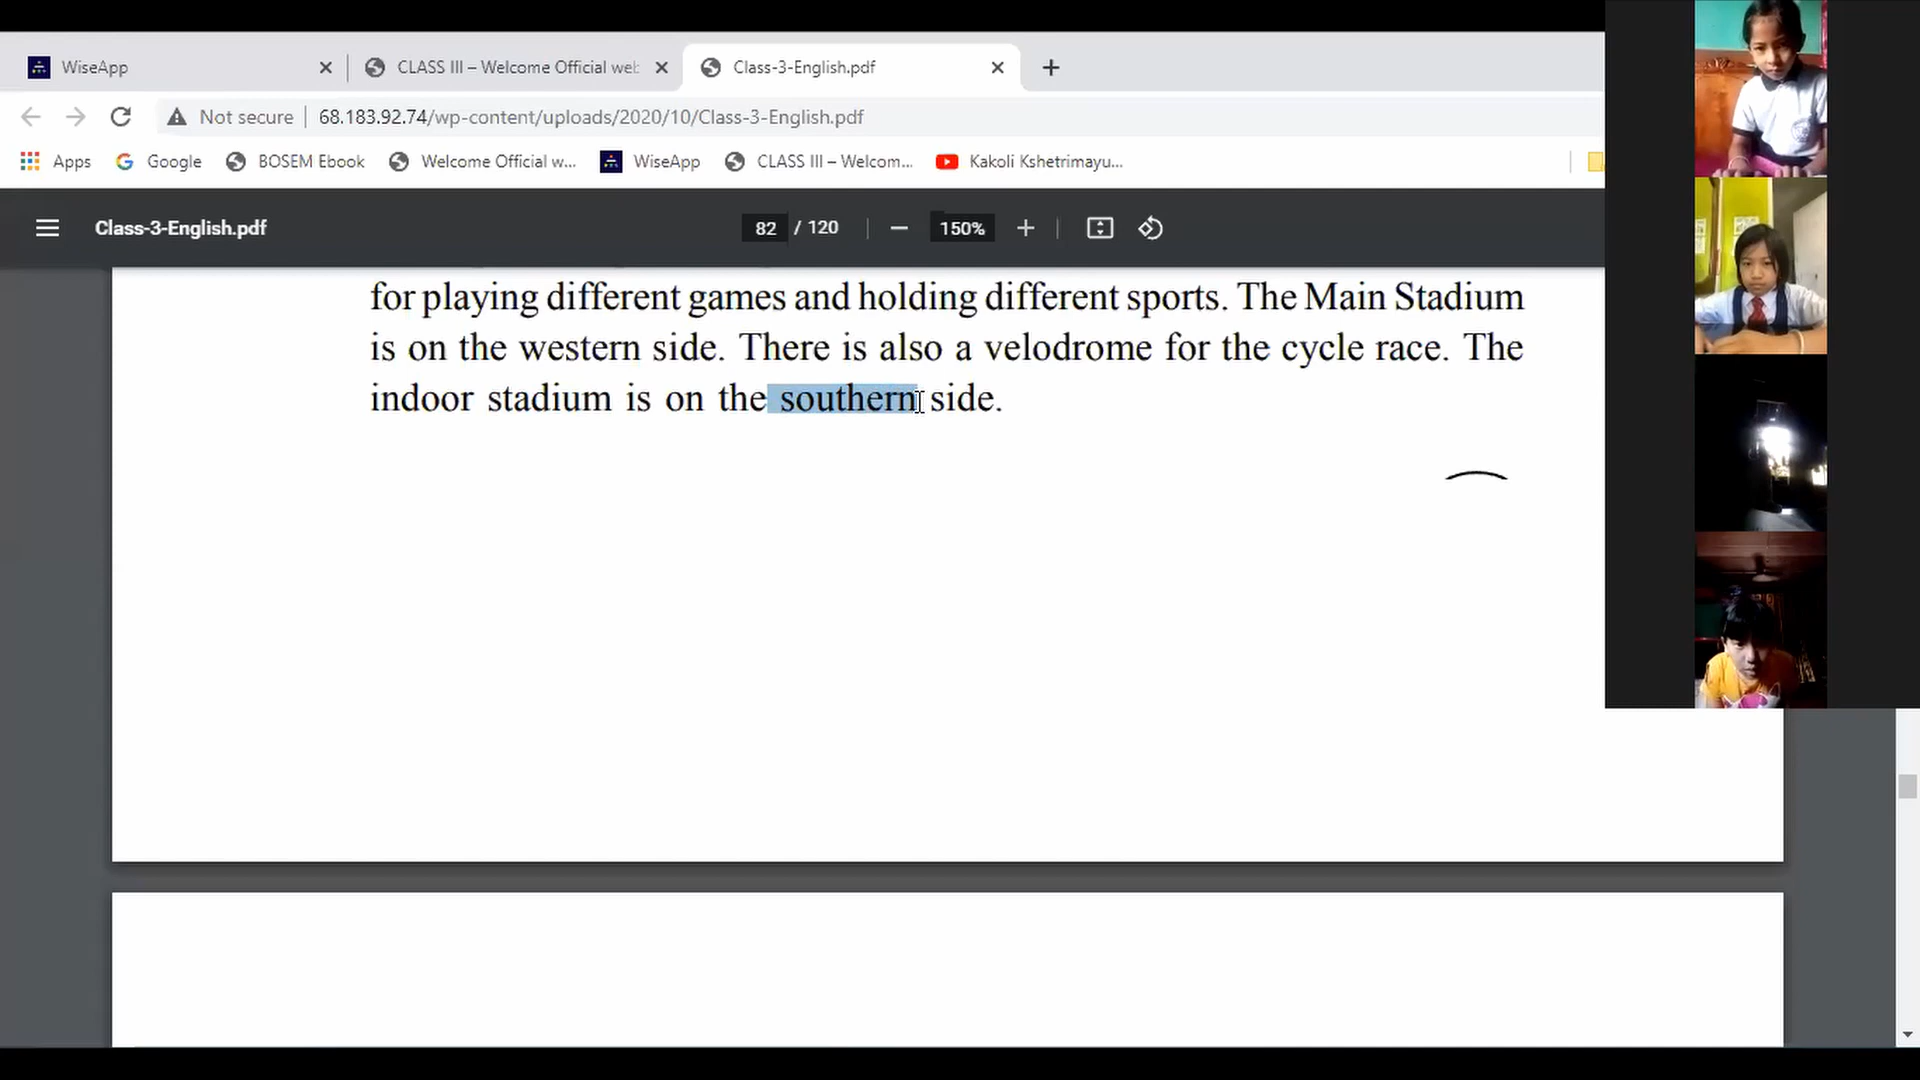 WiseApp
CLASS III – Welcome Official web
Class-3-English.pdf
Not secure
68.183.92.74/wp-content/uploads/2020/10/Class-3-English.pdf
Apps
Google
BOSEM Ebook
Welcome Official w...
WiseApp
CLASS III – Welcom...
Kakoli Kshetrimayu...
Class-3-English.pdf
82 / 120
150%
for playing different games and holding different sports. The Main Stadium
is on the western side. There is also a velodrome for the cycle race. The
indoor stadium is on the southern side.